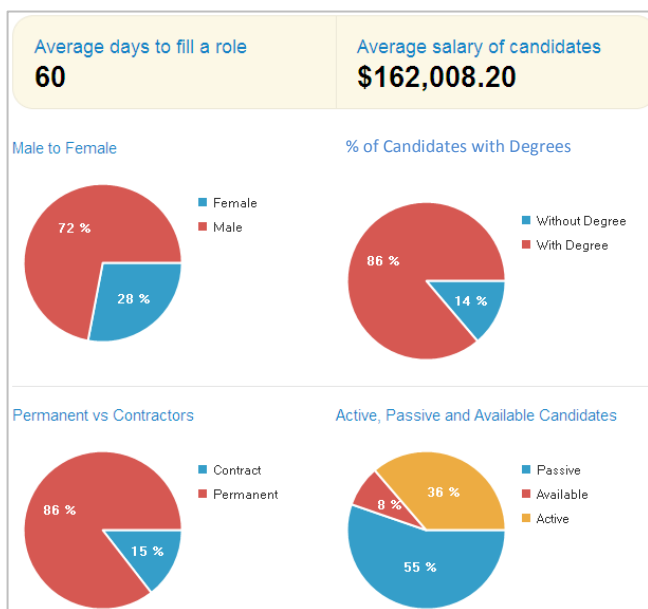 Average days to fill a role
60
Average salary of candidates
$162,008.20
Male to Female
72 %
28 %
Female
Male
% of Candidates with Degrees
86 %
14 %
Without Degree
With Degree
Permanent vs Contractors
86 %
15 %
Contract
Permanent
Active, Passive and Available Candidates
36 %
8 %
55 %
Passive
Available
Active